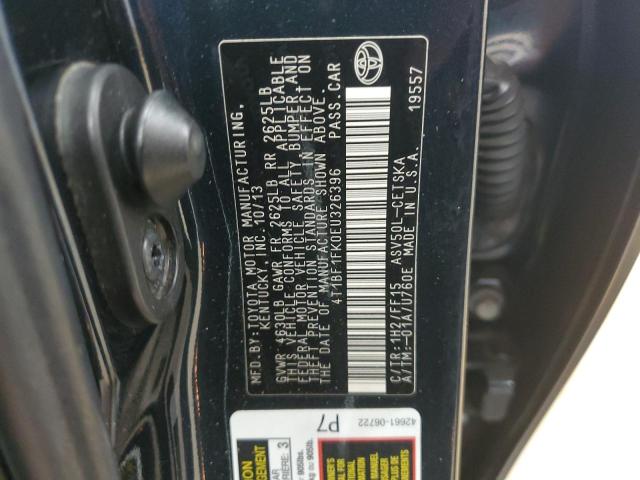 MFD.BY:TOYOTA MOTOR MANUFACTURING,
KENTUCKY, INC. 10/13
GVWR 4630LB GAWR FR 2625LB RR 2625LB
THIS VEHICLE CONFORMS TO ALL APPLICABLE
FEDERAL MOTOR VEHICLE SAFETY BUMPER, AND
THEFT PREVENTION STANDARDS IN EFFECT ON
THE DATE OF MANUFACTURE SHOWN ABOVE.
4T1BF1FK0EU326396 PASS.CAR
C/TR:1H2/FF15 ASV50L-CETSKA
A/TM:-01A/U760E MADE IN U.S.A.
19557
P7
42661-06722
3